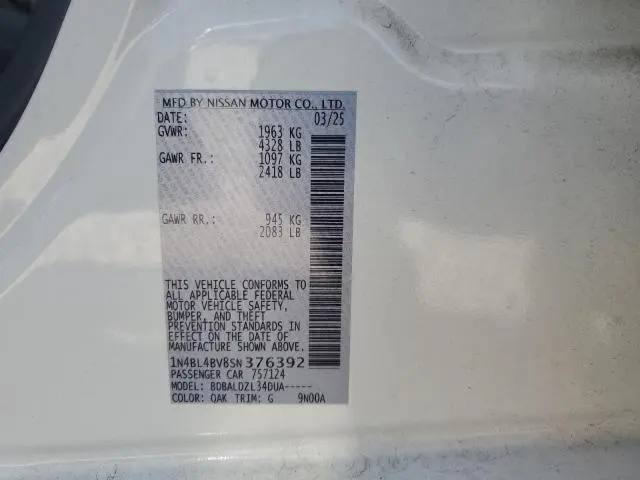 MFD BY NISSAN MOTOR CO., LTD.
DATE: 03/25
GVWR: 1963 KG
4328 LB
GAWR FR.: 1097 KG
2418 LB
GAWR RR.: 945 KG
2083 LB
THIS VEHICLE CONFORMS TO
ALL APPLICABLE FEDERAL
MOTOR VEHICLE SAFETY,
BUMPER, AND THEFT
PREVENTION STANDARDS IN
EFFECT ON THE DATE OF
MANUFACTURE SHOWN ABOVE.
1N4BL4BV8SN376392
PASSENGER CAR 757124
MODEL: BDBALDZL34DUA-----
COLOR: QAK TRIM: G 9N00A